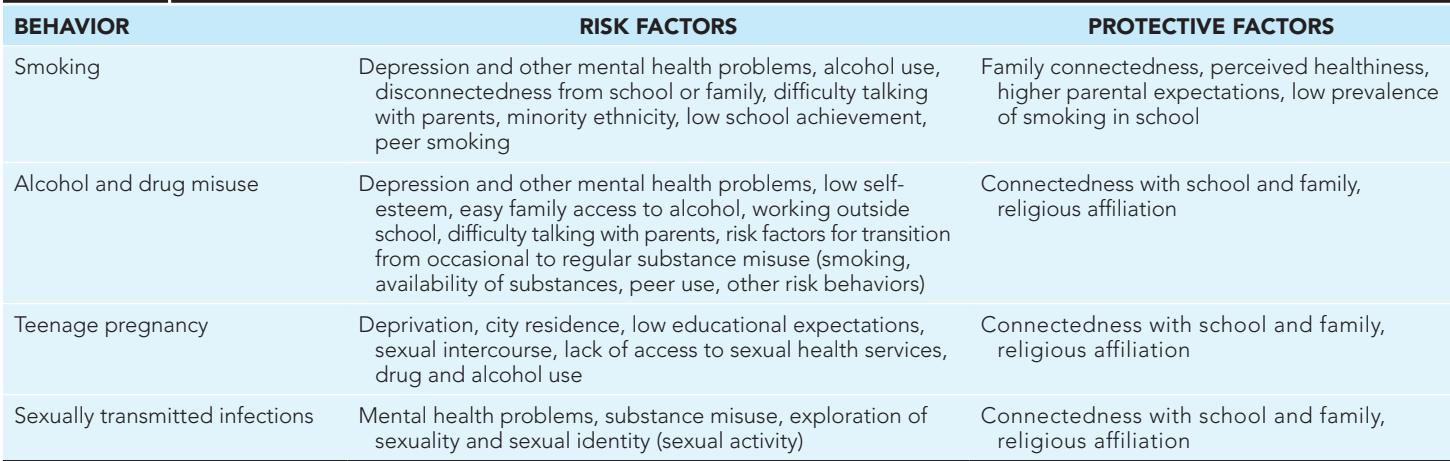 BEHAVIOR RISK FACTORS PROTECTIVE FACTORS
Smoking
Depression and other mental health problems, alcohol use,
disconnectedness from school or family, difficulty talking
with parents, minority ethnicity, low school achievement,
peer smoking
Family connectedness, perceived healthiness,
higher parental expectations, low prevalence
of smoking in school
Alcohol and drug misuse
Depression and other mental health problems, low self-
esteem, easy family access to alcohol, working outside
school, difficulty talking with parents, risk factors for transition
from occasional to regular substance misuse (smoking,
availability of substances, peer use, other risk behaviors)
Connectedness with school and family,
religious affiliation
Teenage pregnancy
Deprivation, city residence, low educational expectations,
sexual intercourse, lack of access to sexual health services,
drug and alcohol use
Connectedness with school and family,
religious affiliation
Sexually transmitted infections
Mental health problems, substance misuse, exploration of
sexuality and sexual identity (sexual activity)
Connectedness with school and family,
religious affiliation